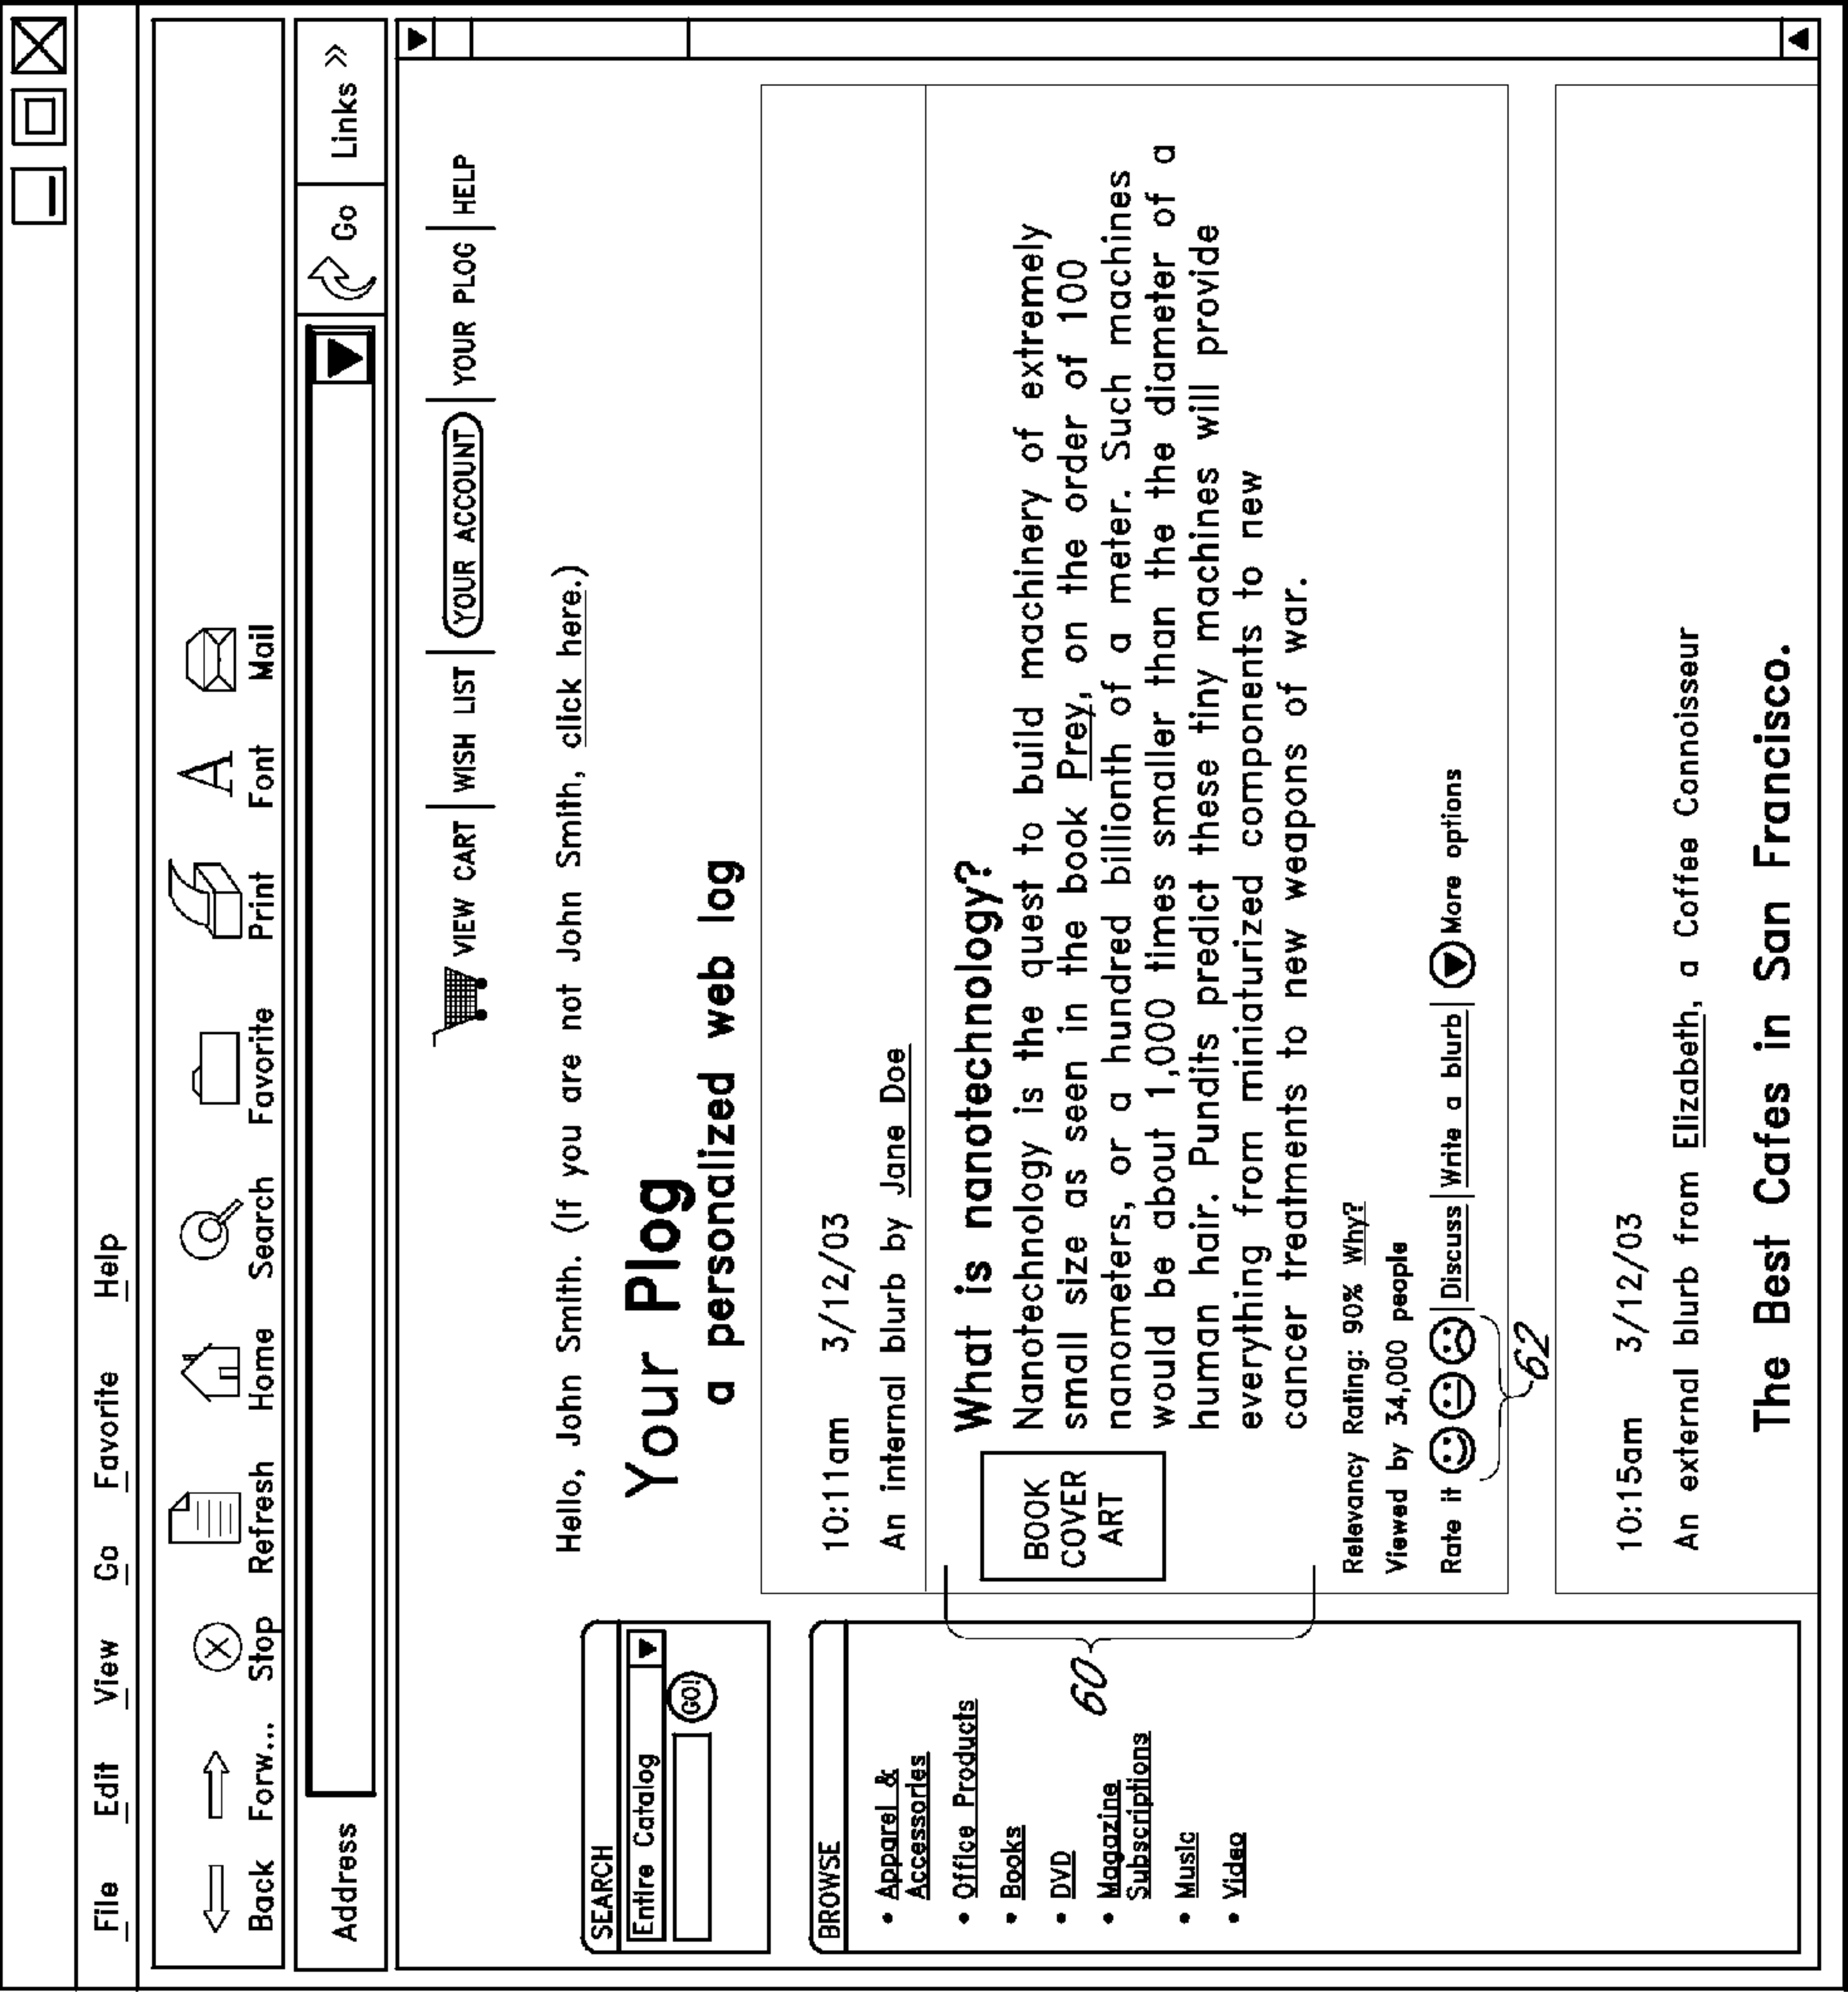 File Edit View Go Favorite Help
Back Forw... Stop Refresh Home Search Favorite Print Font Mail
Address Go Links »
VIEW CART | WISH LIST | YOUR ACCOUNT | YOUR PLOG | HELP
Hello, John Smith. (If you are not John Smith, click here.)
SEARCH
Entire Catalog
GO!
BROWSE
• Apparel &
Accessories
• Office Products
• Books
• DVD
• Magazine
Subscriptions
• Music
• Video
Your Plog
a personalized web log
10:11am 3/12/03
An internal blurb by Jane Doe
60
BOOK
COVER
ART
What is nanotechnology?
Nanotechnology is the quest to build machinery of extremely
small size as seen in the book Prey, on the order of 100
nanometers, or a hundred billionth of a meter. Such machines
would be about 1,000 times smaller than the the diameter of a
human hair. Pundits predict these tiny machines will provide
everything from miniaturized components to new
cancer treatments to new weapons of war.
Relevancy Rating: 90% Why?
Viewed by 34,000 people
Rate it | Discuss | Write a blurb | More options
62
10:15am 3/12/03
An external blurb from Elizabeth, a Coffee Connoisseur
The Best Cafes in San Francisco.